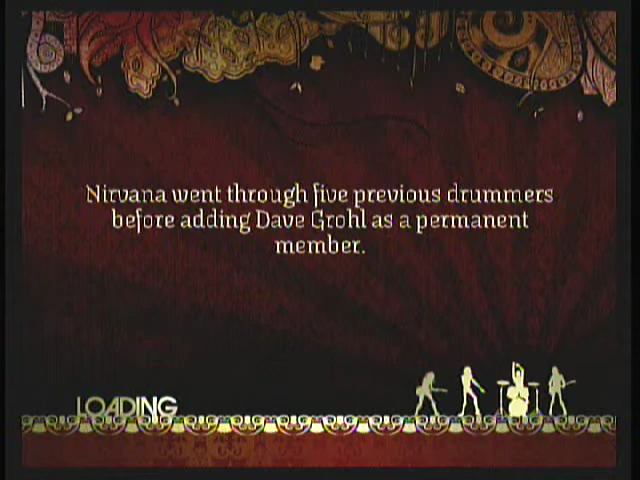 Nirvana went through five previous drummers
before adding Dave Grohl as a permanent
member.
LOADING